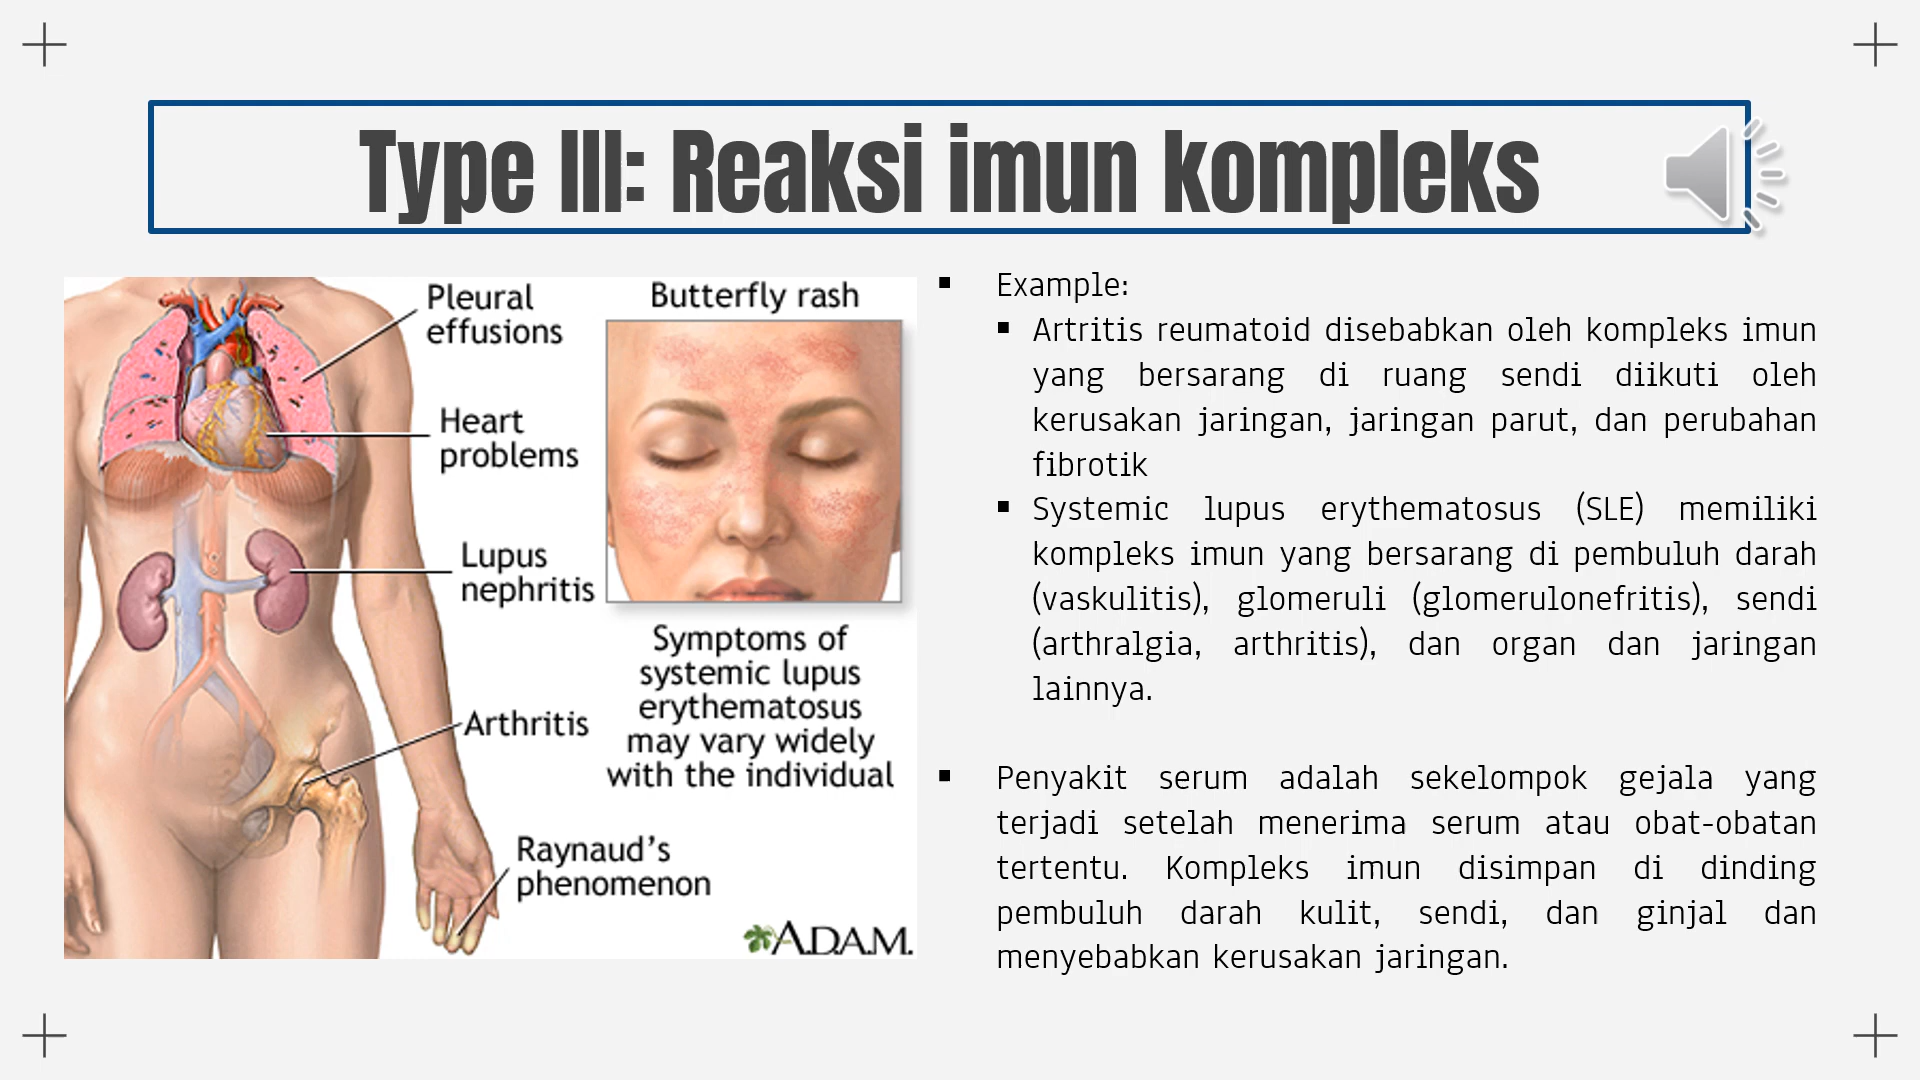 Type III: Reaksi imun kompleks
Pleural
effusions
Heart
problems
Lupus
nephritis
Arthritis
Raynaud's
phenomenon
Butterfly rash
Symptoms of
systemic lupus
erythematosus
may vary widely
with the individual
A.D.A.M.
▪ Example:
▪ Artritis reumatoid disebabkan oleh kompleks imun
yang bersarang di ruang sendi diikuti oleh
kerusakan jaringan, jaringan parut, dan perubahan
fibrotik
▪ Systemic lupus erythematosus (SLE) memiliki
kompleks imun yang bersarang di pembuluh darah
(vaskulitis), glomeruli (glomerulonefritis), sendi
(arthralgia, arthritis), dan organ dan jaringan
lainnya.
▪ Penyakit serum adalah sekelompok gejala yang
terjadi setelah menerima serum atau obat-obatan
tertentu. Kompleks imun disimpan di dinding
pembuluh darah kulit, sendi, dan ginjal dan
menyebabkan kerusakan jaringan.